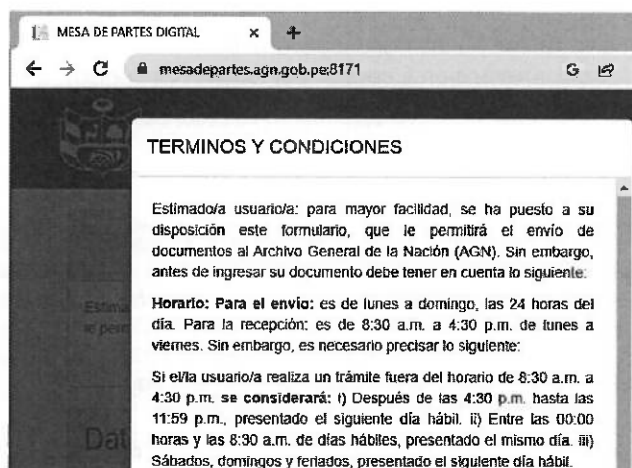 MESA DE PARTES DIGITAL
mesadepartes.agn.gob.pe:8171
TERMINOS Y CONDICIONES
Estimado/a usuario/a: para mayor facilidad, se ha puesto a su
disposición este formulario, que le permitirá el envío de
documentos al Archivo General de la Nación (AGN). Sin embargo,
antes de ingresar su documento debe tener en cuenta lo siguiente:
Horario: Para el envío: es de lunes a domingo, las 24 horas del
día. Para la recepción: es de 8:30 a.m. a 4:30 p.m. de lunes a
viernes. Sin embargo, es necesario precisar lo siguiente:
Si el/la usuario/a realiza un trámite fuera del horario de 8:30 a.m. a
4:30 p.m. se considerará: i) Después de las 4:30 p.m. hasta las
11:59 p.m., presentado el siguiente día hábil. ii) Entre las 00:00
horas y las 8:30 a.m. de días hábiles, presentado el mismo día. iii)
Sábados, domingos y feriados, presentado el siguiente día hábil.
Estima
le perm
Dat